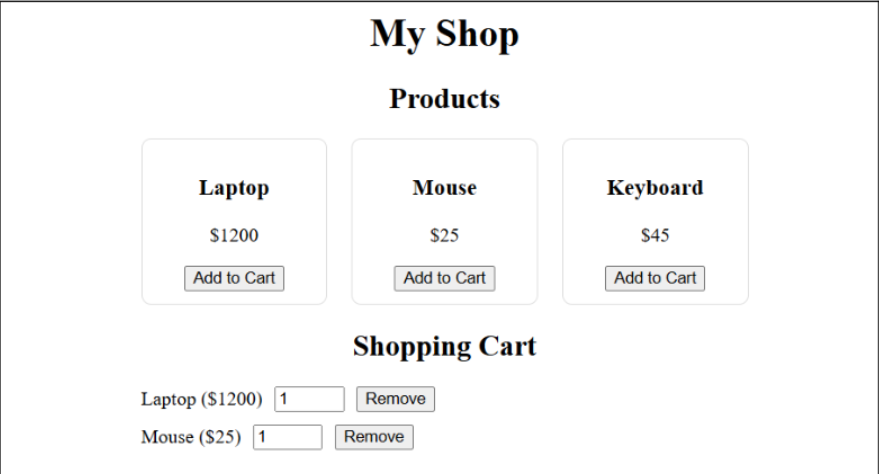 My Shop
Products
Laptop Mouse Keyboard
$1200 $25 $45
Add to Cart Add to Cart Add to Cart
Shopping Cart
Laptop ($1200) 1 Remove
Mouse ($25) 1 Remove